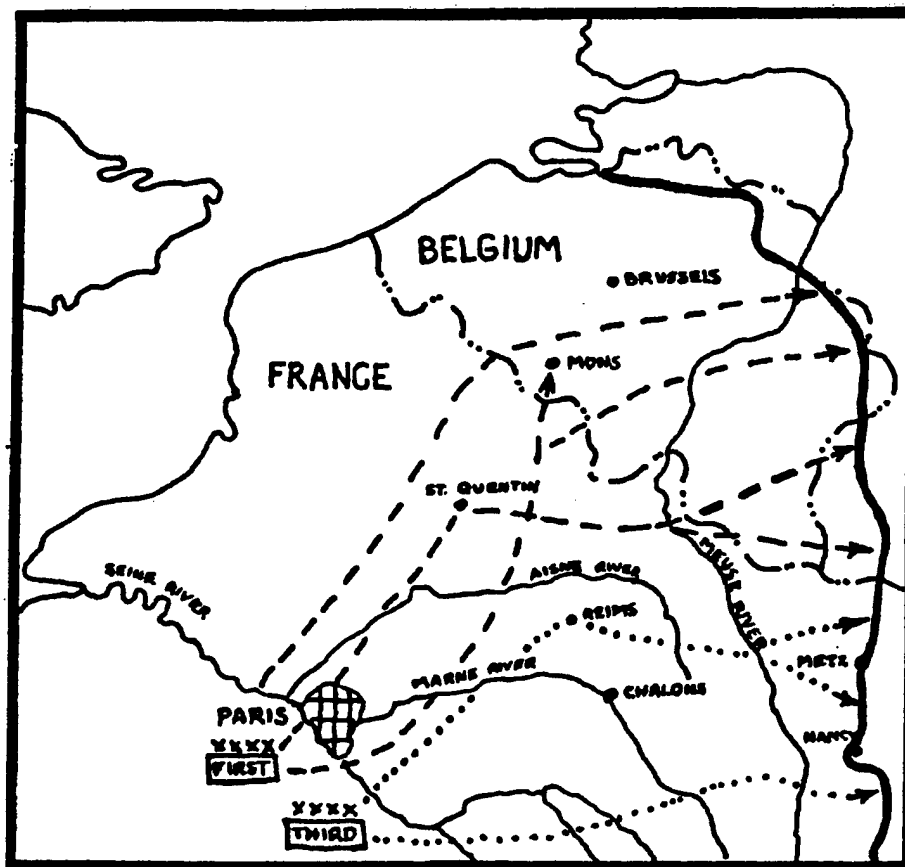 BELGIUM
BRUSSELS
FRANCE
MONS
ST. QUENTIN
SEINE RIVER
AISNE RIVER
MEUSE RIVER
REIMS
MARNE RIVER
METZ
CHALONS
PARIS
NANCY
XXXX
FIRST
XXXX
THIRD